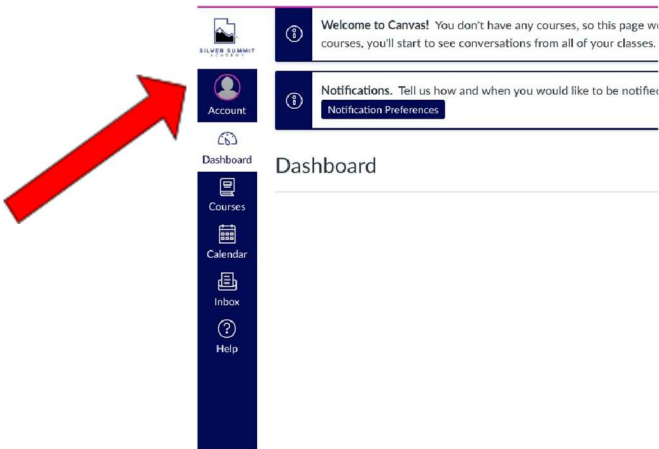 SILVER SUMMIT
ACADEMY
Account
Dashboard
Courses
Calendar
Inbox
Help
Welcome to Canvas! You don't have any courses, so this page
courses, you'll start to see conversations from all of your classes.
Notifications. Tell us how and when you would like to be notified
Notification Preferences
Dashboard